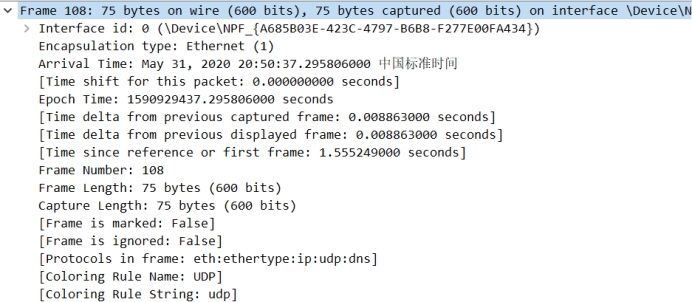 Frame 108: 75 bytes on wire (600 bits), 75 bytes captured (600 bits) on interface \Device\N
Interface id: 0 (\Device\NPF_{A685B03E-423C-4797-B6B8-F277E00FA434})
Encapsulation type: Ethernet (1)
Arrival Time: May 31, 2020 20:50:37.295806000 中国标准时间
[Time shift for this packet: 0.000000000 seconds]
Epoch Time: 1590929437.295806000 seconds
[Time delta from previous captured frame: 0.008863000 seconds]
[Time delta from previous displayed frame: 0.008863000 seconds]
[Time since reference or first frame: 1.555249000 seconds]
Frame Number: 108
Frame Length: 75 bytes (600 bits)
Capture Length: 75 bytes (600 bits)
[Frame is marked: False]
[Frame is ignored: False]
[Protocols in frame: eth:ethertype:ip:udp:dns]
[Coloring Rule Name: UDP]
[Coloring Rule String: udp]